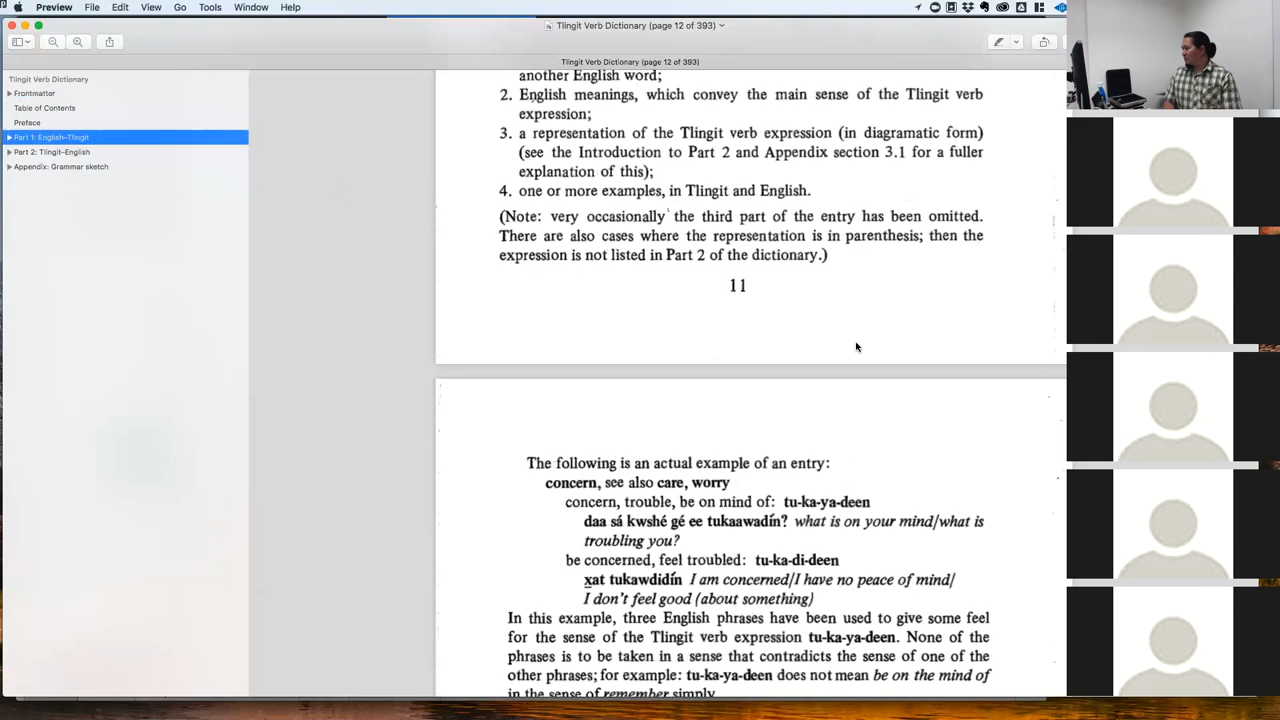 Preview File Edit View Go Tools Window Help
Tlingit Verb Dictionary (page 12 of 393)
Tlingit Verb Dictionary (page 12 of 393)
Tlingit Verb Dictionary
Frontmatter
Table of Contents
Preface
Part 1: English–Tlingit
Part 2: Tlingit–English
Appendix: Grammar sketch
another English word;
2. English meanings, which convey the main sense of the Tlingit verb
expression;
3. a representation of the Tlingit verb expression (in diagramatic form)
(see the Introduction to Part 2 and Appendix section 3.1 for a fuller
explanation of this);
4. one or more examples, in Tlingit and English.
(Note: very occasionally the third part of the entry has been omitted.
There are also cases where the representation is in parenthesis; then the
expression is not listed in Part 2 of the dictionary.)
11
The following is an actual example of an entry:
concern, see also care, worry
concern, trouble, be on mind of: tu-ka-ya-deen
daa sá kwshé gé ee tukaawadín? what is on your mind/what is
troubling you?
be concerned, feel troubled: tu-ka-di-deen
x̲at tukawdidín I am concerned/I have no peace of mind/
I don't feel good (about something)
In this example, three English phrases have been used to give some feel
for the sense of the Tlingit verb expression tu-ka-ya-deen. None of the
phrases is to be taken in a sense that contradicts the sense of one of the
other phrases; for example: tu-ka-ya-deen does not mean be on the mind of
in the sense of remember simply